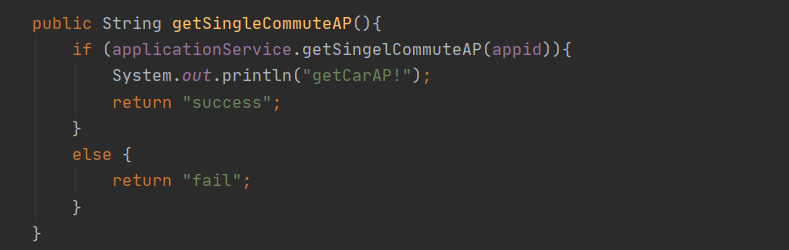 public String getSingleCommuteAP(){
if (applicationService.getSingelCommuteAP(appid)){
System.out.println("getCarAP!");
return "success";
}
else {
return "fail";
}
}